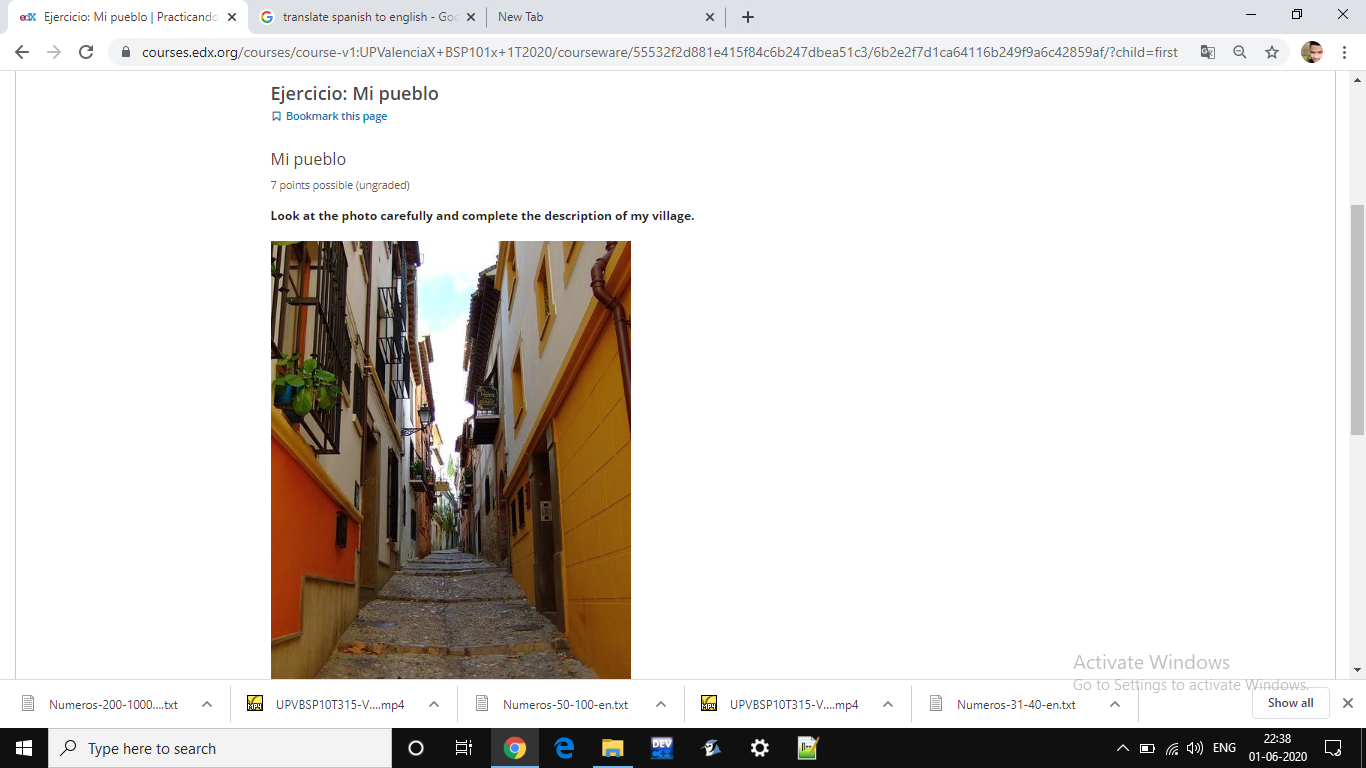 edX Ejercicio: Mi pueblo | Practicando
translate spanish to english - Goo
New Tab
courses.edx.org/courses/course-v1:UPValenciaX+BSP101x+1T2020/courseware/55532f2d881e415f84c6b247dbea51c3/6b2e2f7d1ca64116b249f9a6c42859af/?child=first
Ejercicio: Mi pueblo
Bookmark this page
Mi pueblo
7 points possible (ungraded)
Look at the photo carefully and complete the description of my village.
Activate Windows
Go to Settings to activate Windows.
Numeros-200-1000....txt
UPVBSP10T315-V....mp4
Numeros-50-100-en.txt
UPVBSP10T315-V....mp4
Numeros-31-40-en.txt
Show all
Type here to search
DEV
ENG
22:38
01-06-2020